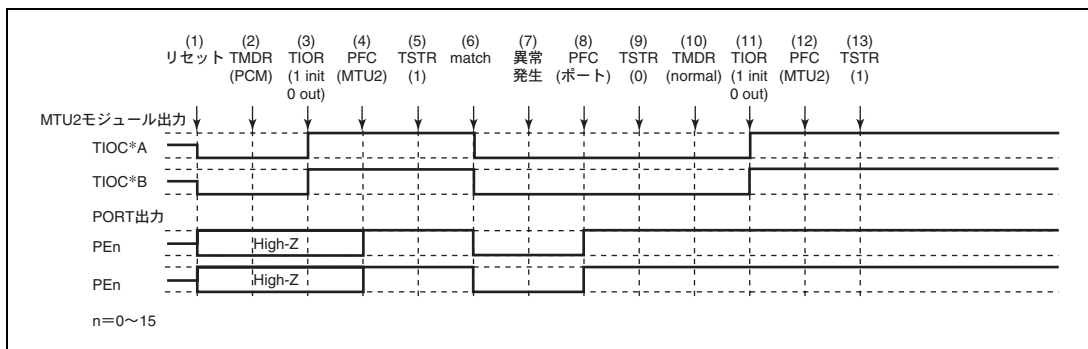 (1) (2) (3) (4) (5) (6) (7) (8) (9) (10) (11) (12) (13)
リセット TMDR TIOR PFC TSTR match 異常 PFC TSTR TMDR TIOR PFC TSTR
(PCM) (1 init (MTU2) (1) 発生 (ポート) (0) (normal) (1 init (MTU2) (1)
0 out) 0 out)
MTU2モジュール出力
TIOC*A
TIOC*B
PORT出力
PEn High-Z
PEn High-Z
n=0～15